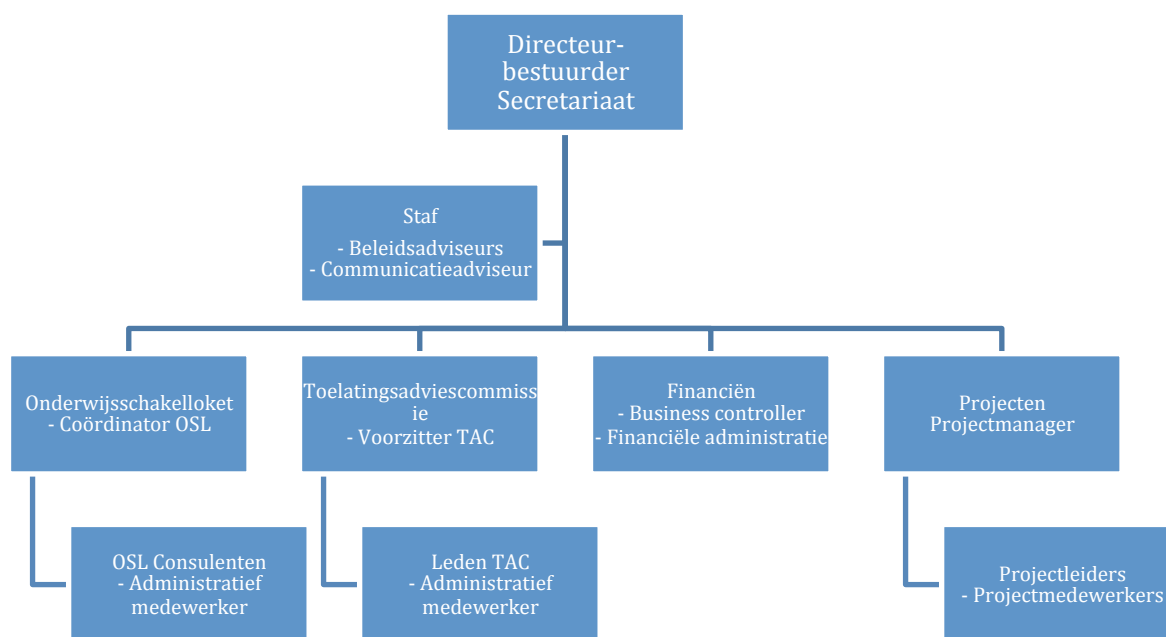 Directeur-
bestuurder
Secretariaat
Staf
- Beleidsadviseurs
- Communicatieadviseur
Onderwijsschakelloket
- Coördinator OSL
Toelatingsadviescommiss
ie
- Voorzitter TAC
Financiën
- Business controller
- Financiële administratie
Projecten
Projectmanager
OSL Consulenten
- Administratief
medewerker
Leden TAC
- Administratief
medewerker
Projectleiders
- Projectmedewerkers